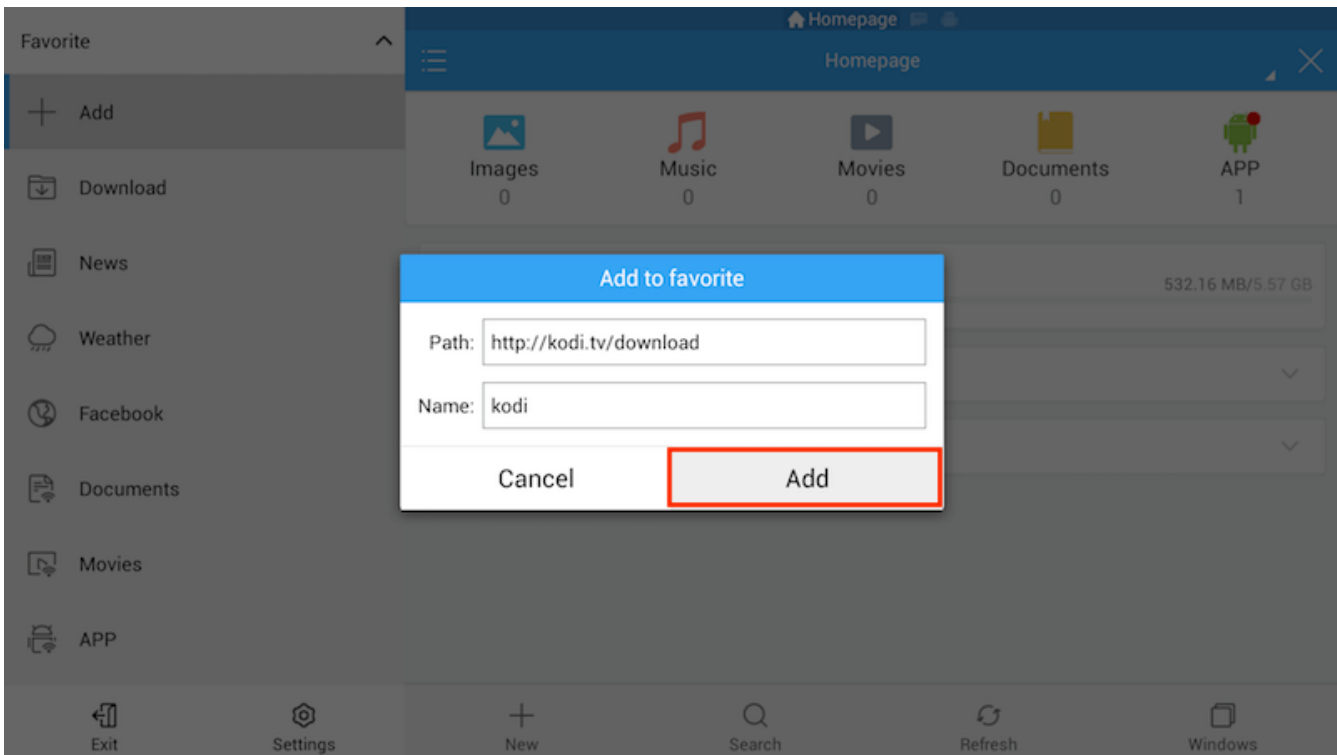 Favorite
Add
Download
News
Weather
Facebook
Documents
Movies
APP
Exit
Settings
Homepage
Homepage
Images
0
Music
0
Movies
0
Documents
0
APP
1
532.16 MB/5.57 GB
Add to favorite
Path: http://kodi.tv/download
Name: kodi
Cancel Add
New
Search
Refresh
Windows